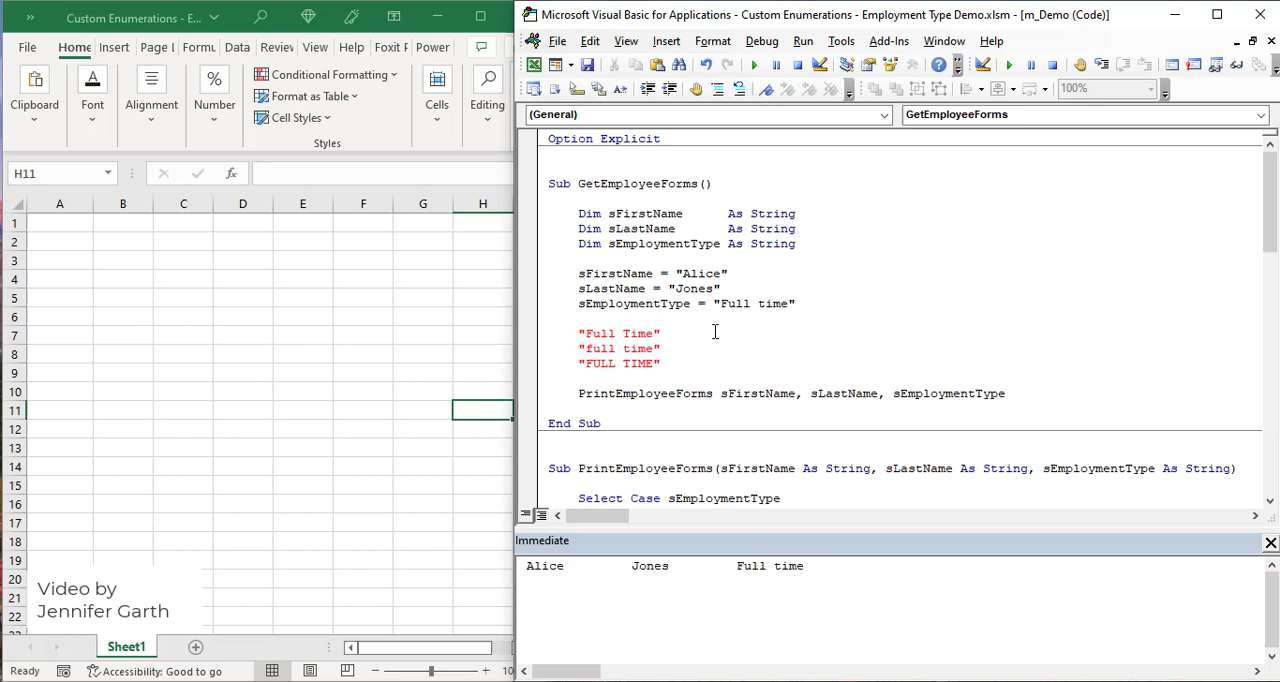 Custom Enumerations - E...
File Home Insert Page L Formu Data Review View Help Foxit F Power
Clipboard
Font
Alignment
%
Number
Conditional Formatting
Format as Table
Cell Styles
Styles
Cells
Editing
H11
fx
A B C D E F G H
1
2
3
4
5
6
7
8
9
10
11
12
13
14
15
16
17
18
19
20
21
22
Video by
Jennifer Garth
Sheet1
Ready Accessibility: Good to go 10
Microsoft Visual Basic for Applications - Custom Enumerations - Employment Type Demo.xlsm - [m_Demo (Code)]
File Edit View Insert Format Debug Run Tools Add-Ins Window Help
100%
(General) GetEmployeeForms
Option Explicit
Sub GetEmployeeForms()
Dim sFirstName As String
Dim sLastName As String
Dim sEmploymentType As String
sFirstName = "Alice"
sLastName = "Jones"
sEmploymentType = "Full time"
"Full Time"
"full time"
"FULL TIME"
PrintEmployeeForms sFirstName, sLastName, sEmploymentType
End Sub
Sub PrintEmployeeForms(sFirstName As String, sLastName As String, sEmploymentType As String)
Select Case sEmploymentType
Immediate
Alice Jones Full time